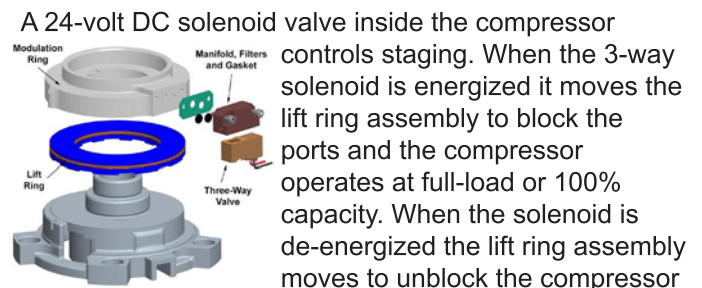 A 24-volt DC solenoid valve inside the compressor
controls staging. When the 3-way
solenoid is energized it moves the
lift ring assembly to block the
ports and the compressor
operates at full-load or 100%
capacity. When the solenoid is
de-energized the lift ring assembly
moves to unblock the compressor
Modulation
Ring
Manifold, Filters
and Gasket
Lift
Ring
Three-Way
Valve